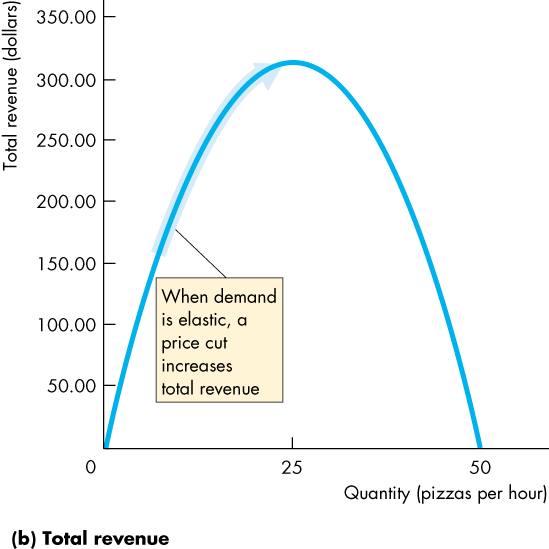 Total revenue (dollars)
350.00
300.00
250.00
200.00
150.00
100.00
50.00
When demand
is elastic, a
price cut
increases
total revenue
0
25
50
Quantity (pizzas per hour)
(b) Total revenue